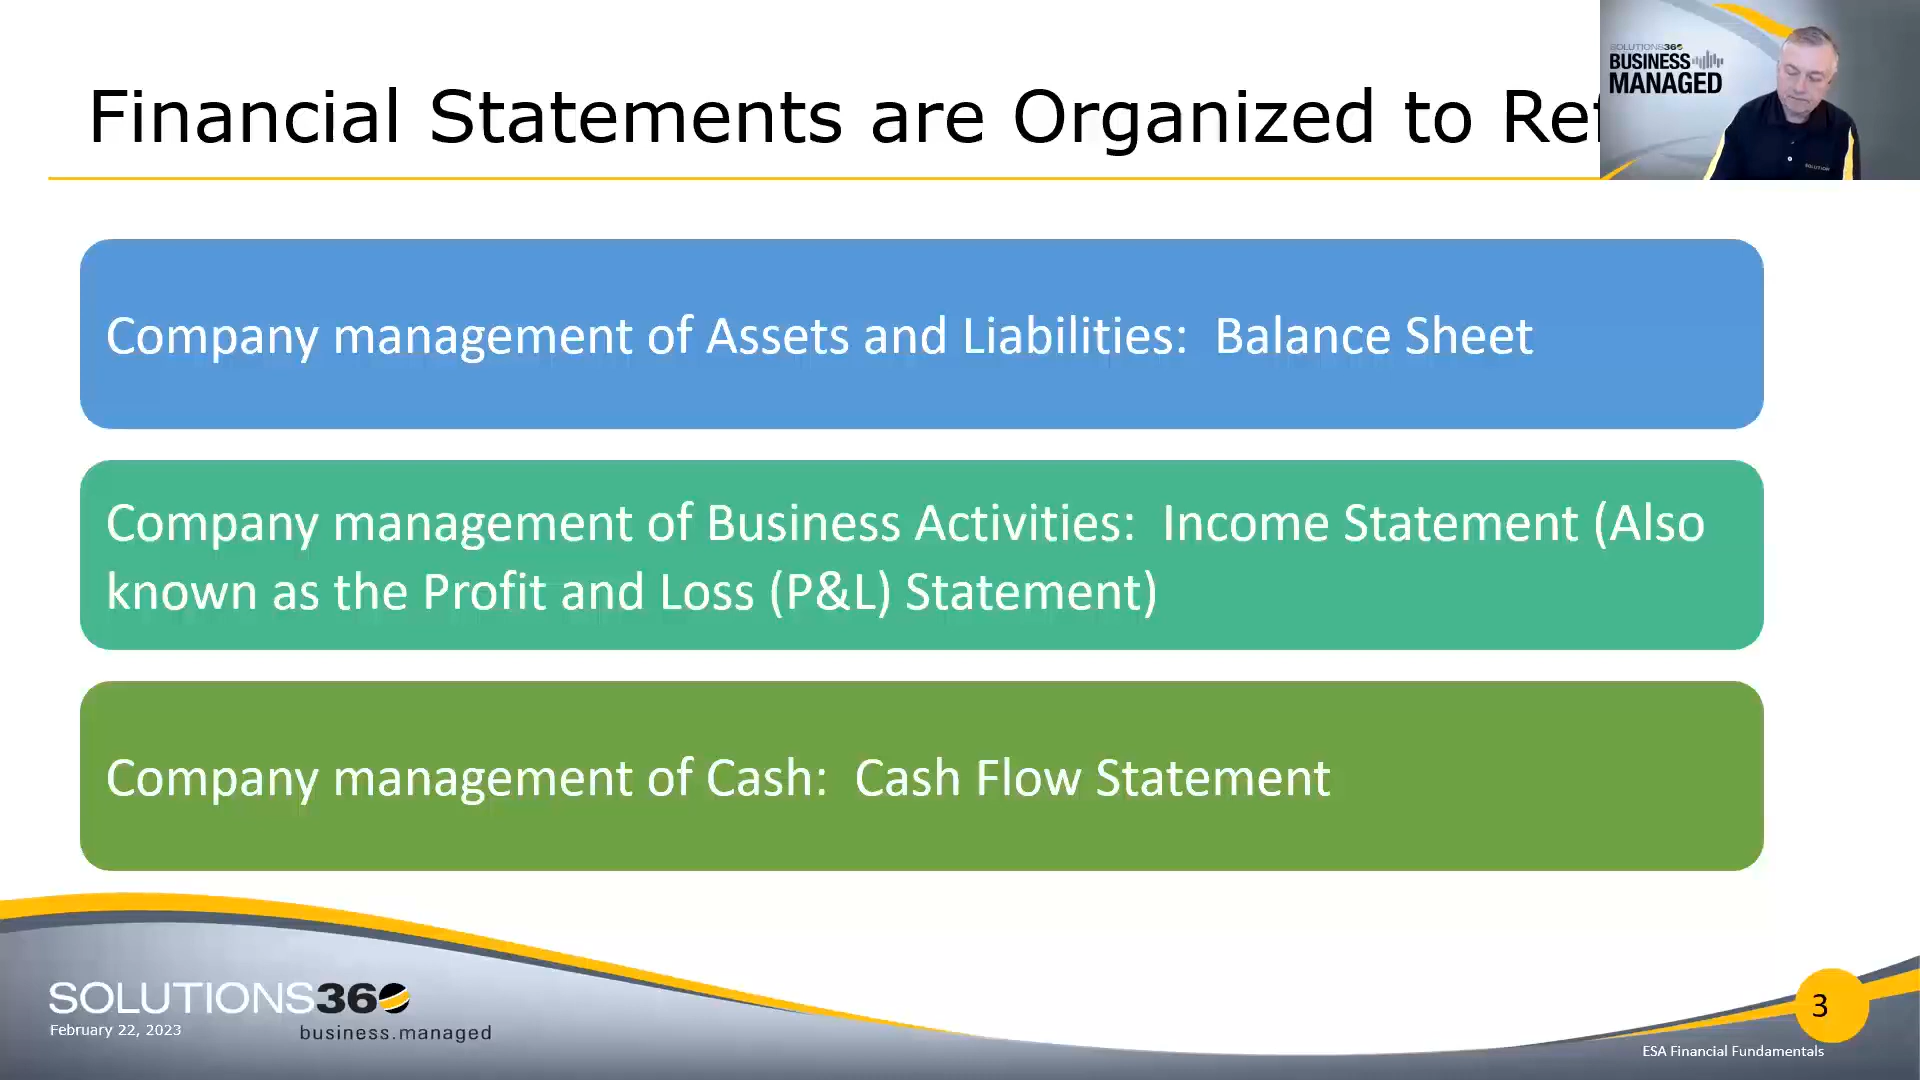 Financial Statements are Organized to
SOLUTIONS360
BUSINESS
MANAGED
SOLUTION
Company management of Assets and Liabilities: Balance Sheet
Company management of Business Activities: Income Statement (Also
known as the Profit and Loss (P&L) Statement)
Company management of Cash: Cash Flow Statement
SOLUTIONS360
February 22, 2023
business.managed
3
ESA Financial Fundamentals